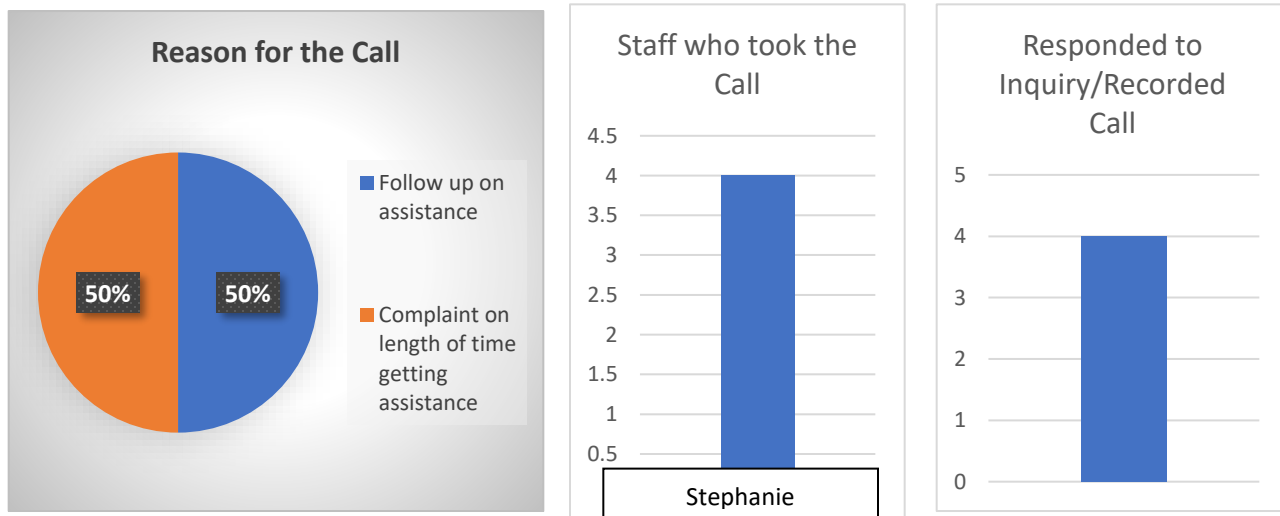 Reason for the Call
50%
50%
Follow up on
assistance
Complaint on
length of time
getting
assistance
Staff who took the
Call
4.5
4
3.5
3
2.5
2
1.5
1
0.5
Stephanie
Responded to
Inquiry/Recorded
Call
5
4
3
2
1
0